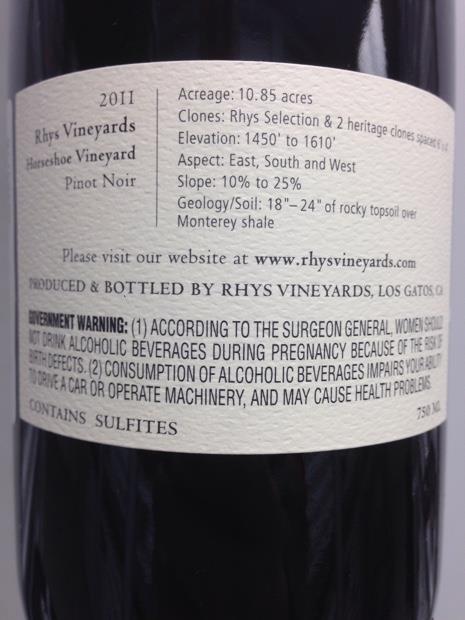 2011
Rhys Vineyards
Horseshoe Vineyard
Pinot Noir
Acreage: 10.85 acres
Clones: Rhys Selection & 2 heritage clones spaced
Elevation: 1450' to 1610'
Aspect: East, South and West
Slope: 10% to 25%
Geology/Soil: 18"–24" of rocky topsoil over
Monterey shale
Please visit our website at www.rhysvineyards.com
PRODUCED & BOTTLED BY RHYS VINEYARDS, LOS GATOS, CA
GOVERNMENT WARNING: (1) ACCORDING TO THE SURGEON GENERAL, WOMEN SHOULD
NOT DRINK ALCOHOLIC BEVERAGES DURING PREGNANCY BECAUSE OF THE RISK OF
BIRTH DEFECTS. (2) CONSUMPTION OF ALCOHOLIC BEVERAGES IMPAIRS YOUR ABILITY
TO DRIVE A CAR OR OPERATE MACHINERY, AND MAY CAUSE HEALTH PROBLEMS.
CONTAINS SULFITES
750 ML